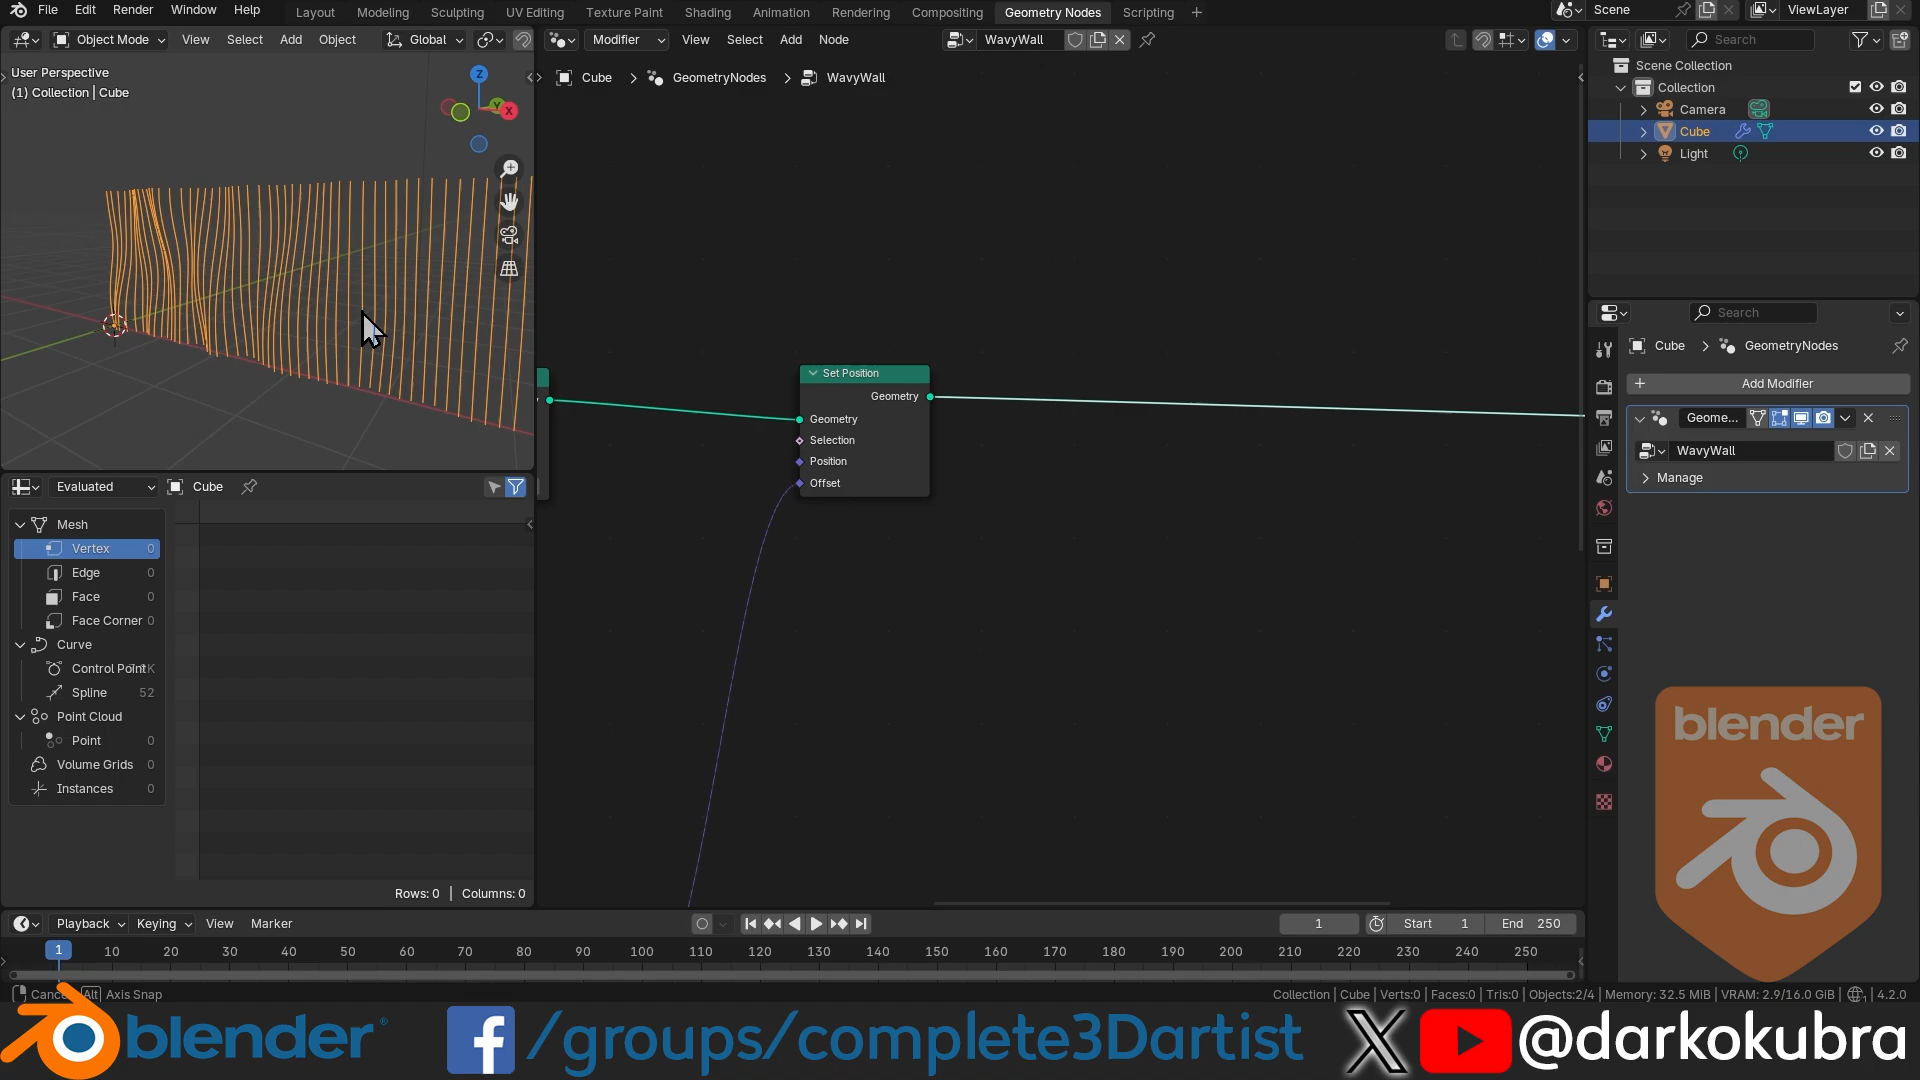 File Edit Render Window Help Layout Modeling Sculpting UV Editing Texture Paint Shading Animation Rendering Compositing Geometry Nodes Scripting + Scene ViewLayer
Object Mode View Select Add Object Global Modifier View Select Add Node WavyWall Search
User Perspective
(1) Collection | Cube
Z
Y
X
Cube > GeometryNodes > WavyWall
Scene Collection
Collection
Camera
Cube
Light
Search
Cube > GeometryNodes
+ Add Modifier
Geome...
WavyWall
Manage
Set Position
Geometry
Geometry
Selection
Position
Offset
Evaluated Cube
Mesh
Vertex 0
Edge 0
Face 0
Face Corner 0
Curve
Spline 52
Point Cloud
Point 0
Volume Grids 0
Instances 0
Rows: 0 | Columns: 0
blender
Playback Keying View Marker 1 Start 1 End 250
1 10 20 30 40 50 60 70 80 90 100 110 120 130 140 150 160 170 180 190 200 210 220 230 240 250
Alt Axis Snap
Collection | Cube | Verts:0 | Faces:0 | Tris:0 | Objects:2/4 | Memory: 32.5 MiB | VRAM: 2.9/16.0 GiB | 4.2.0
blender® f /groups/complete3Dartist X @darkokubra